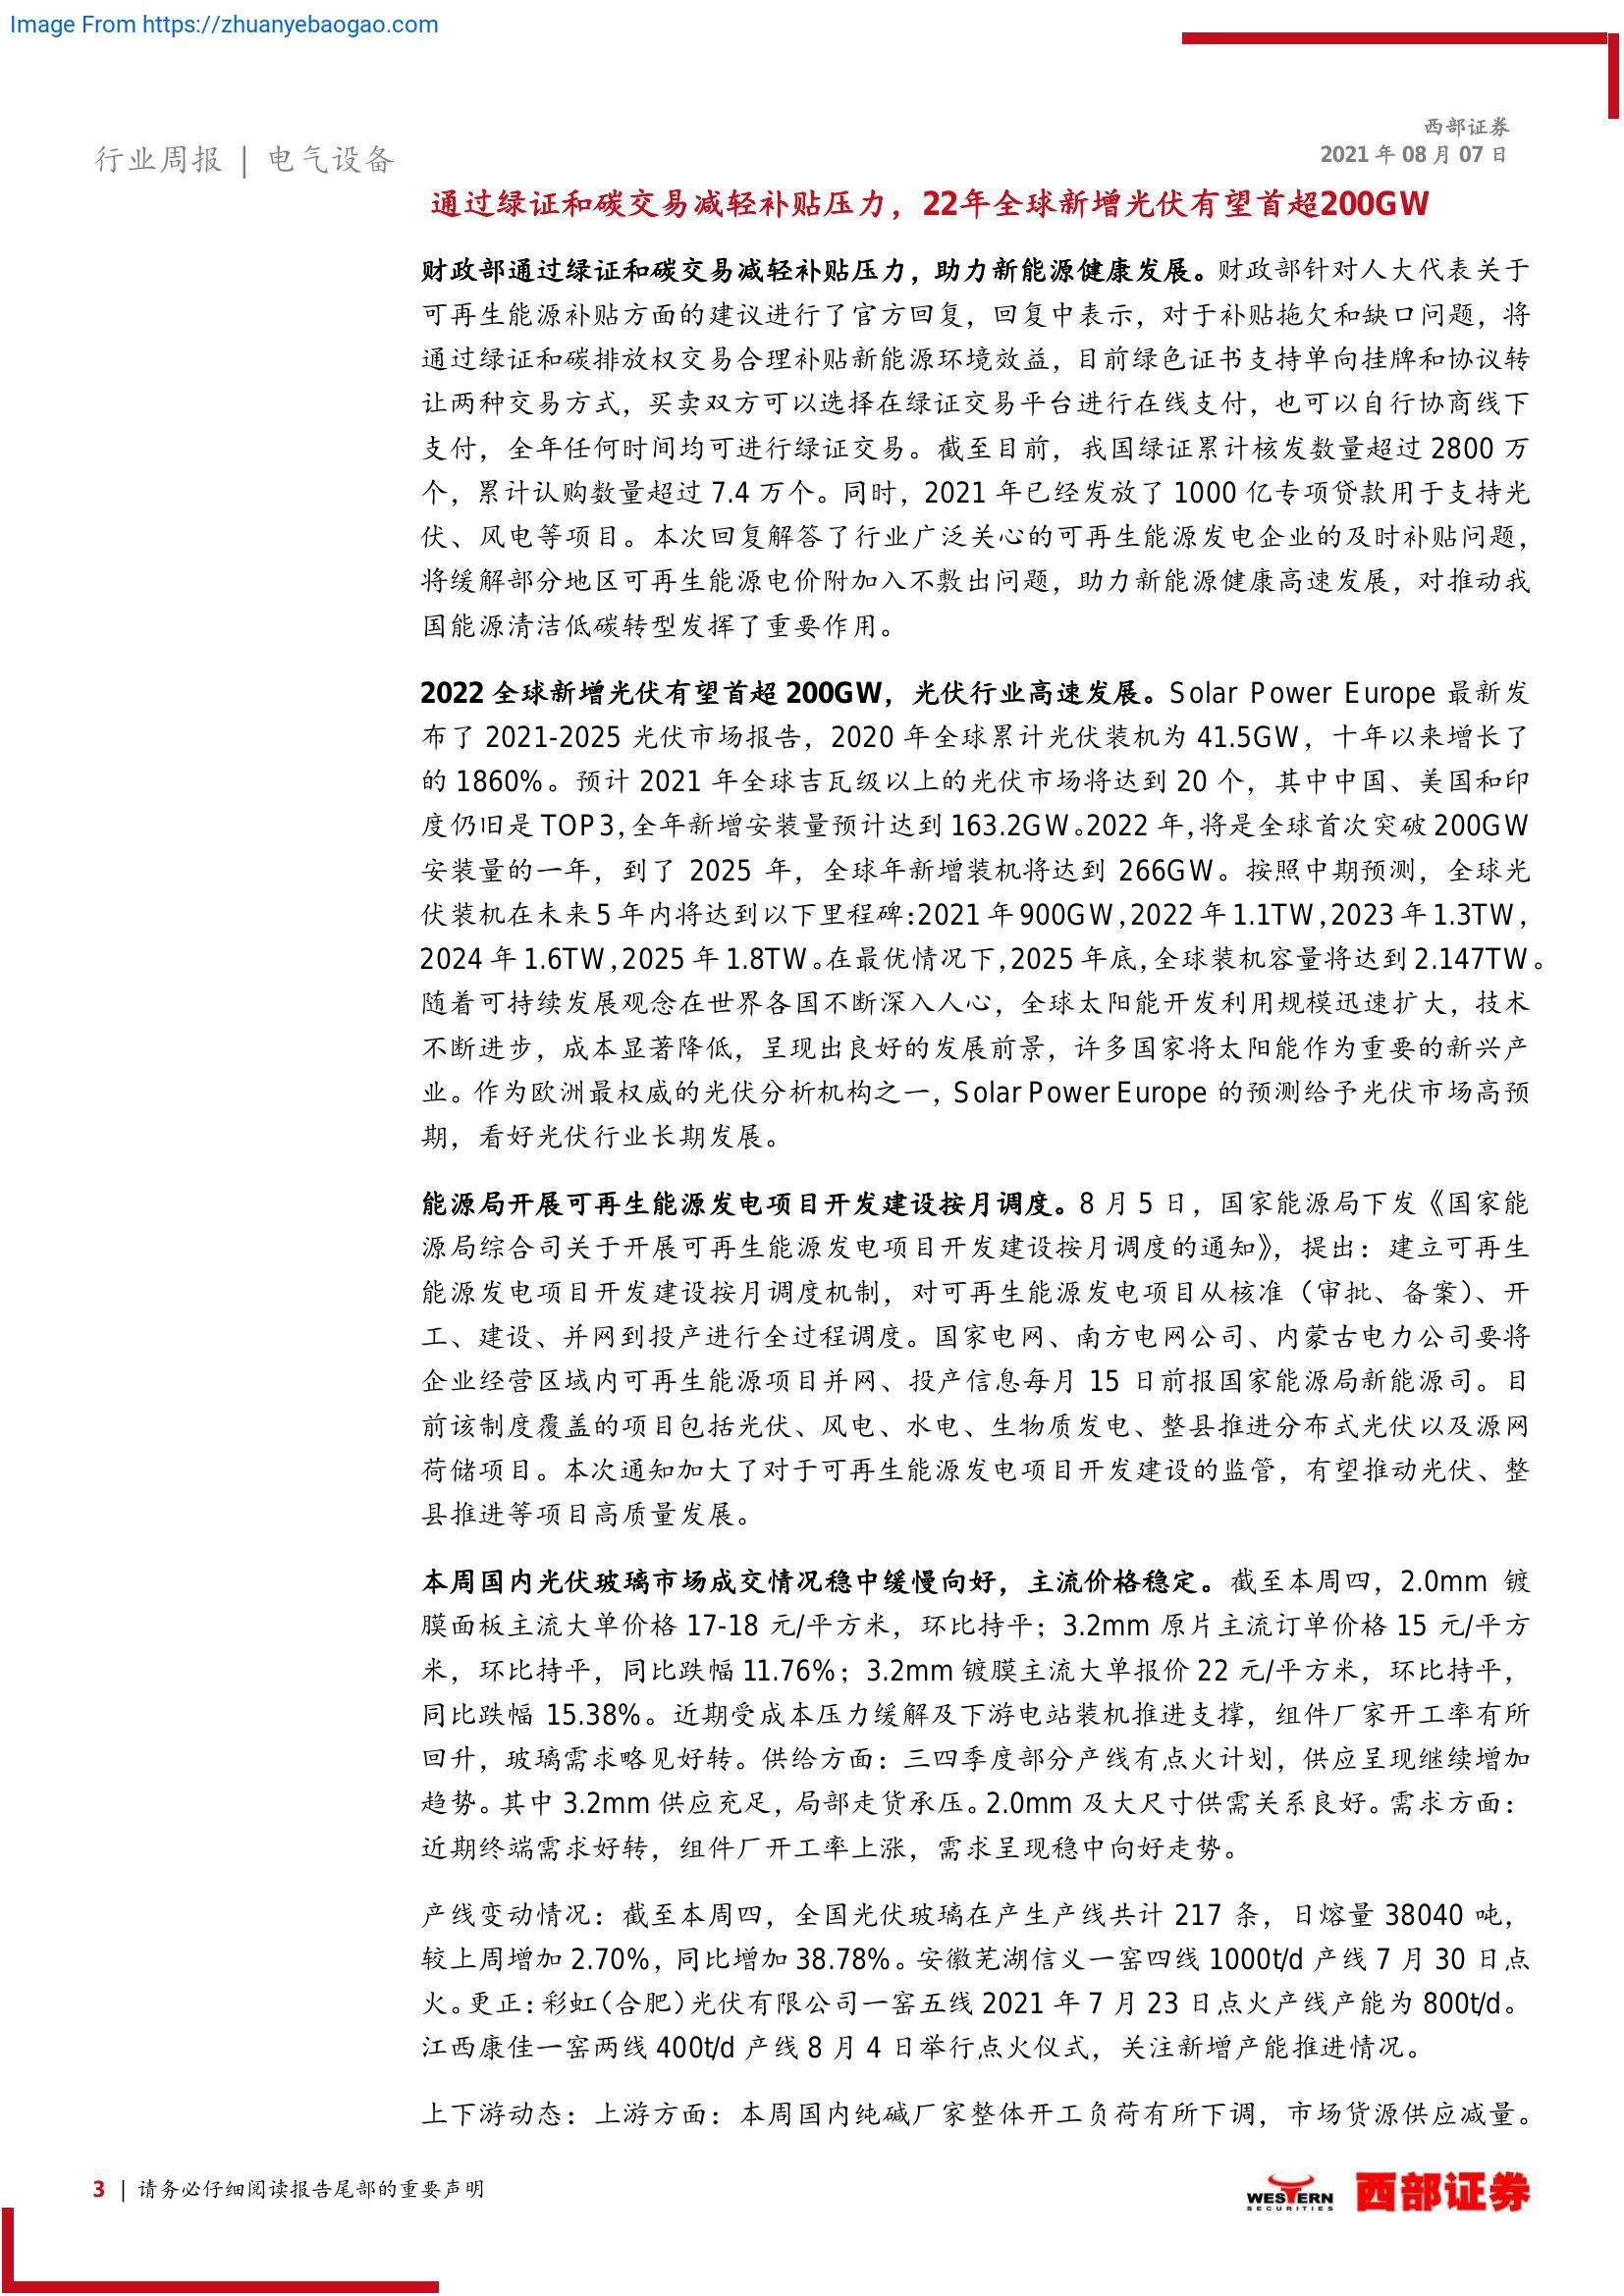 Image From https://zhuanyebaogao.com
西部证券
2021 年 08 月 07 日
行业周报 | 电气设备
通过绿证和碳交易减轻补贴压力，22年全球新增光伏有望首超200GW
财政部通过绿证和碳交易减轻补贴压力，助力新能源健康发展。财政部针对人大代表关于
可再生能源补贴方面的建议进行了官方回复，回复中表示，对于补贴拖欠和缺口问题，将
通过绿证和碳排放权交易合理补贴新能源环境效益，目前绿色证书支持单向挂牌和协议转
让两种交易方式，买卖双方可以选择在绿证交易平台进行在线支付，也可以自行协商线下
支付，全年任何时间均可进行绿证交易。截至目前，我国绿证累计核发数量超过 2800 万
个，累计认购数量超过 7.4 万个。同时，2021 年已经发放了 1000 亿专项贷款用于支持光
伏、风电等项目。本次回复解答了行业广泛关心的可再生能源发电企业的及时补贴问题，
将缓解部分地区可再生能源电价附加入不敷出问题，助力新能源健康高速发展，对推动我
国能源清洁低碳转型发挥了重要作用。
2022 全球新增光伏有望首超 200GW，光伏行业高速发展。Solar Power Europe 最新发
布了 2021-2025 光伏市场报告，2020 年全球累计光伏装机为 41.5GW，十年以来增长了
的 1860%。预计 2021 年全球吉瓦级以上的光伏市场将达到 20 个，其中中国、美国和印
度仍旧是 TOP3，全年新增安装量预计达到 163.2GW。2022 年，将是全球首次突破 200GW
安装量的一年，到了 2025 年，全球年新增装机将达到 266GW。按照中期预测，全球光
伏装机在未来 5 年内将达到以下里程碑：2021 年 900GW，2022 年 1.1TW，2023 年 1.3TW，
2024 年 1.6TW，2025 年 1.8TW。在最优情况下，2025 年底，全球装机容量将达到 2.147TW。
随着可持续发展观念在世界各国不断深入人心，全球太阳能开发利用规模迅速扩大，技术
不断进步，成本显著降低，呈现出良好的发展前景，许多国家将太阳能作为重要的新兴产
业。作为欧洲最权威的光伏分析机构之一，Solar Power Europe 的预测给予光伏市场高预
期，看好光伏行业长期发展。
能源局开展可再生能源发电项目开发建设按月调度。8 月 5 日，国家能源局下发《国家能
源局综合司关于开展可再生能源发电项目开发建设按月调度的通知》，提出：建立可再生
能源发电项目开发建设按月调度机制，对可再生能源发电项目从核准（审批、备案）、开
工、建设、并网到投产进行全过程调度。国家电网、南方电网公司、内蒙古电力公司要将
企业经营区域内可再生能源项目并网、投产信息每月 15 日前报国家能源局新能源司。目
前该制度覆盖的项目包括光伏、风电、水电、生物质发电、整县推进分布式光伏以及源网
荷储项目。本次通知加大了对于可再生能源发电项目开发建设的监管，有望推动光伏、整
县推进等项目高质量发展。
本周国内光伏玻璃市场成交情况稳中缓慢向好，主流价格稳定。截至本周四，2.0mm 镀
膜面板主流大单价格 17-18 元/平方米，环比持平；3.2mm 原片主流订单价格 15 元/平方
米，环比持平，同比跌幅 11.76%；3.2mm 镀膜主流大单报价 22 元/平方米，环比持平，
同比跌幅 15.38%。近期受成本压力缓解及下游电站装机推进支撑，组件厂家开工率有所
回升，玻璃需求略见好转。供给方面：三四季度部分产线有点火计划，供应呈现继续增加
趋势。其中 3.2mm 供应充足，局部走货承压。2.0mm 及大尺寸供需关系良好。需求方面：
近期终端需求好转，组件厂开工率上涨，需求呈现稳中向好走势。
产线变动情况：截至本周四，全国光伏玻璃在产生产线共计 217 条，日熔量 38040 吨，
较上周增加 2.70%，同比增加 38.78%。安徽芜湖信义一窑四线 1000t/d 产线 7 月 30 日点
火。更正：彩虹（合肥）光伏有限公司一窑五线 2021 年 7 月 23 日点火产线产能为 800t/d。
江西康佳一窑两线 400t/d 产线 8 月 4 日举行点火仪式，关注新增产能推进情况。
上下游动态：上游方面：本周国内纯碱厂家整体开工负荷有所下调，市场货源供应减量。
3 | 请务必仔细阅读报告尾部的重要声明
WESTERN
SECURITIES
西部证券